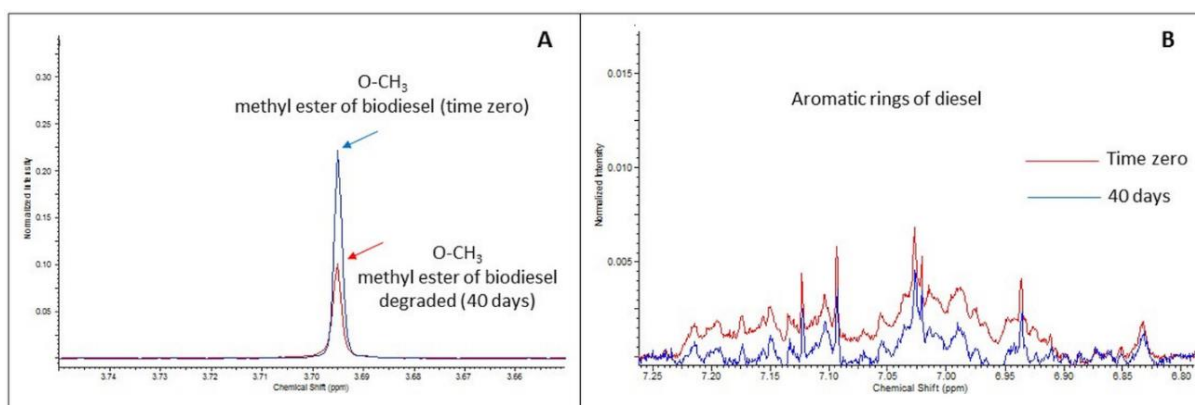 A
O-CH₃
methyl ester of biodiesel (time zero)
O-CH₃
methyl ester of biodiesel
degraded (40 days)
Normalized Intensity
0.30
0.25
0.20
0.15
0.10
0.05
3.74 3.73 3.72 3.71 3.70 3.69 3.68 3.67 3.66
Chemical Shift (ppm)
B
Aromatic rings of diesel
Time zero
40 days
Normalized Intensity
0.015
0.010
0.005
7.25 7.20 7.15 7.10 7.05 7.00 6.95 6.90 6.85 6.80
Chemical Shift (ppm)